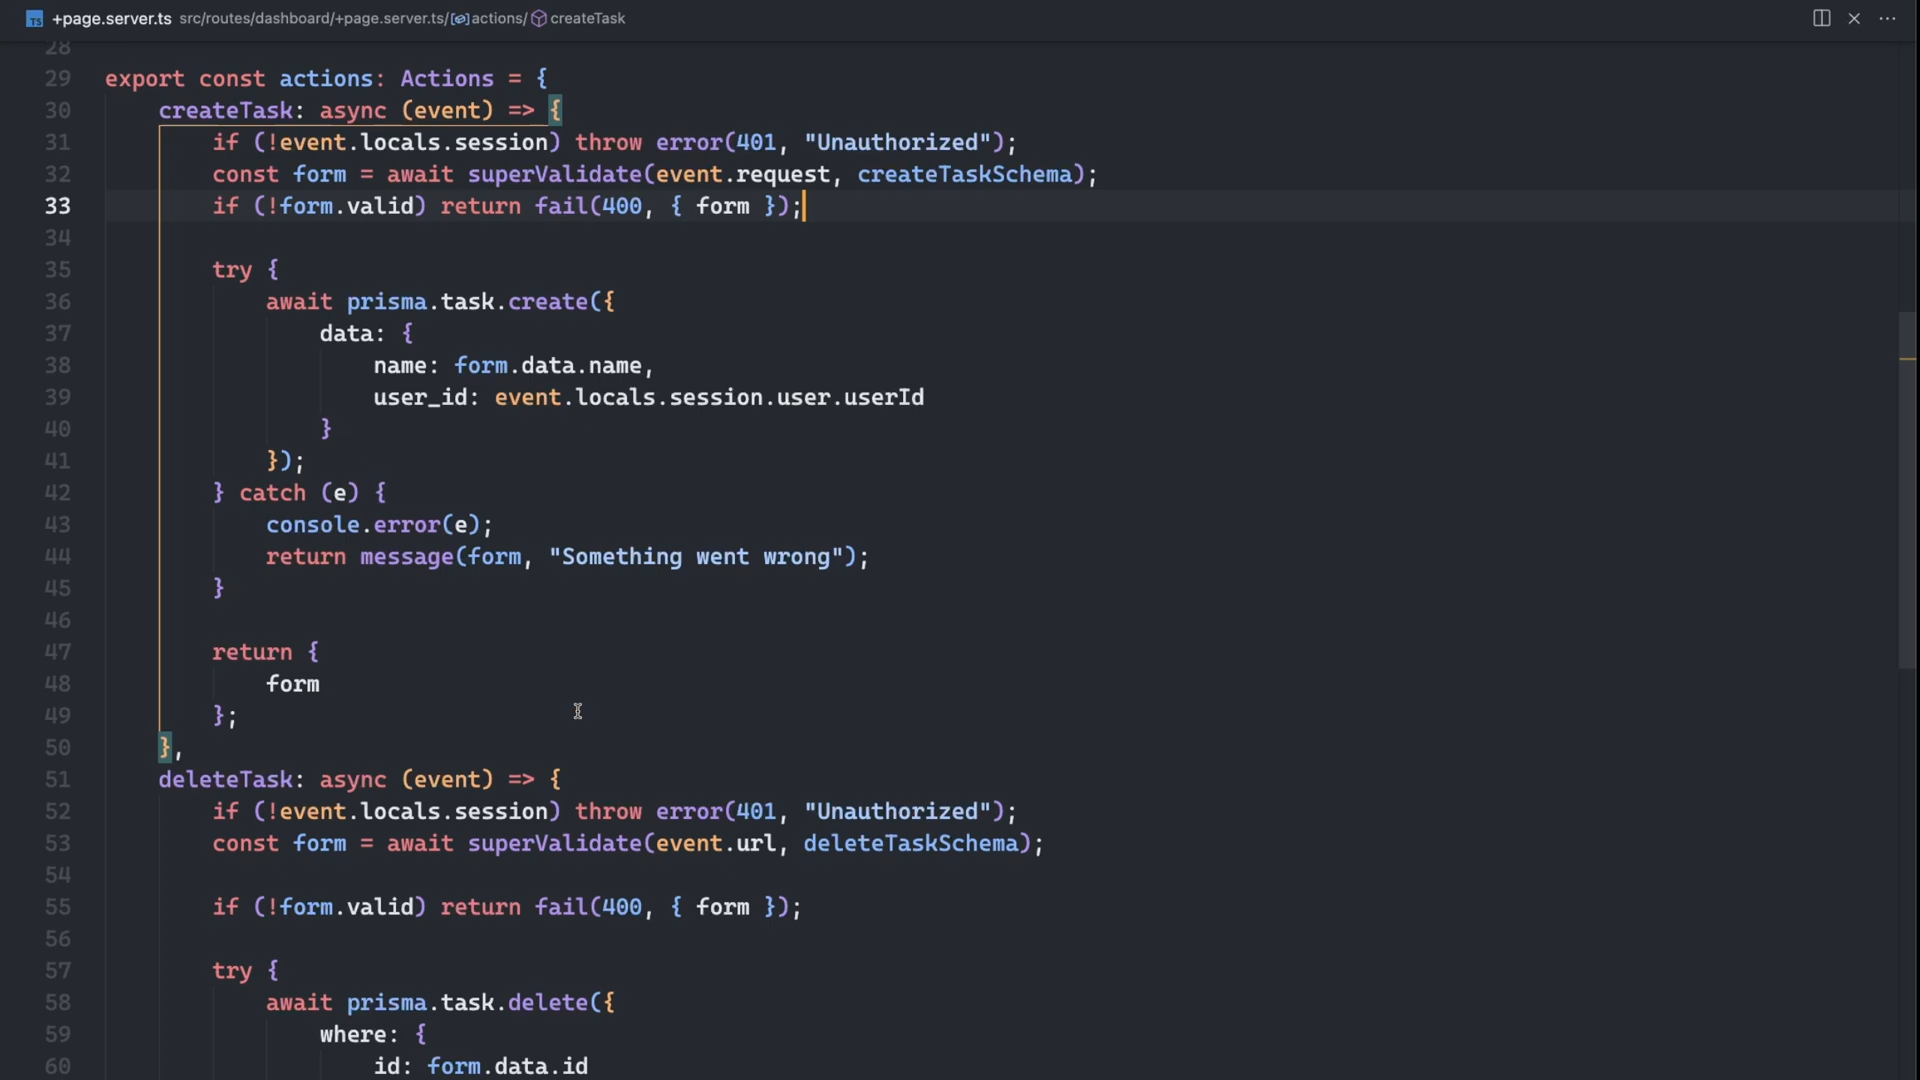 TS +page.server.ts src/routes/dashboard/+page.server.ts/actions/createTask
28
29 export const actions: Actions = {
30 createTask: async (event) => {
31 if (!event.locals.session) throw error(401, "Unauthorized");
32 const form = await superValidate(event.request, createTaskSchema);
33 if (!form.valid) return fail(400, { form });
34
35 try {
36 await prisma.task.create({
37 data: {
38 name: form.data.name,
39 user_id: event.locals.session.user.userId
40 }
41 });
42 } catch (e) {
43 console.error(e);
44 return message(form, "Something went wrong");
45 }
46
47 return {
48 form
49 };
50 },
51 deleteTask: async (event) => {
52 if (!event.locals.session) throw error(401, "Unauthorized");
53 const form = await superValidate(event.url, deleteTaskSchema);
54
55 if (!form.valid) return fail(400, { form });
56
57 try {
58 await prisma.task.delete({
59 where: {
60 id: form.data.id